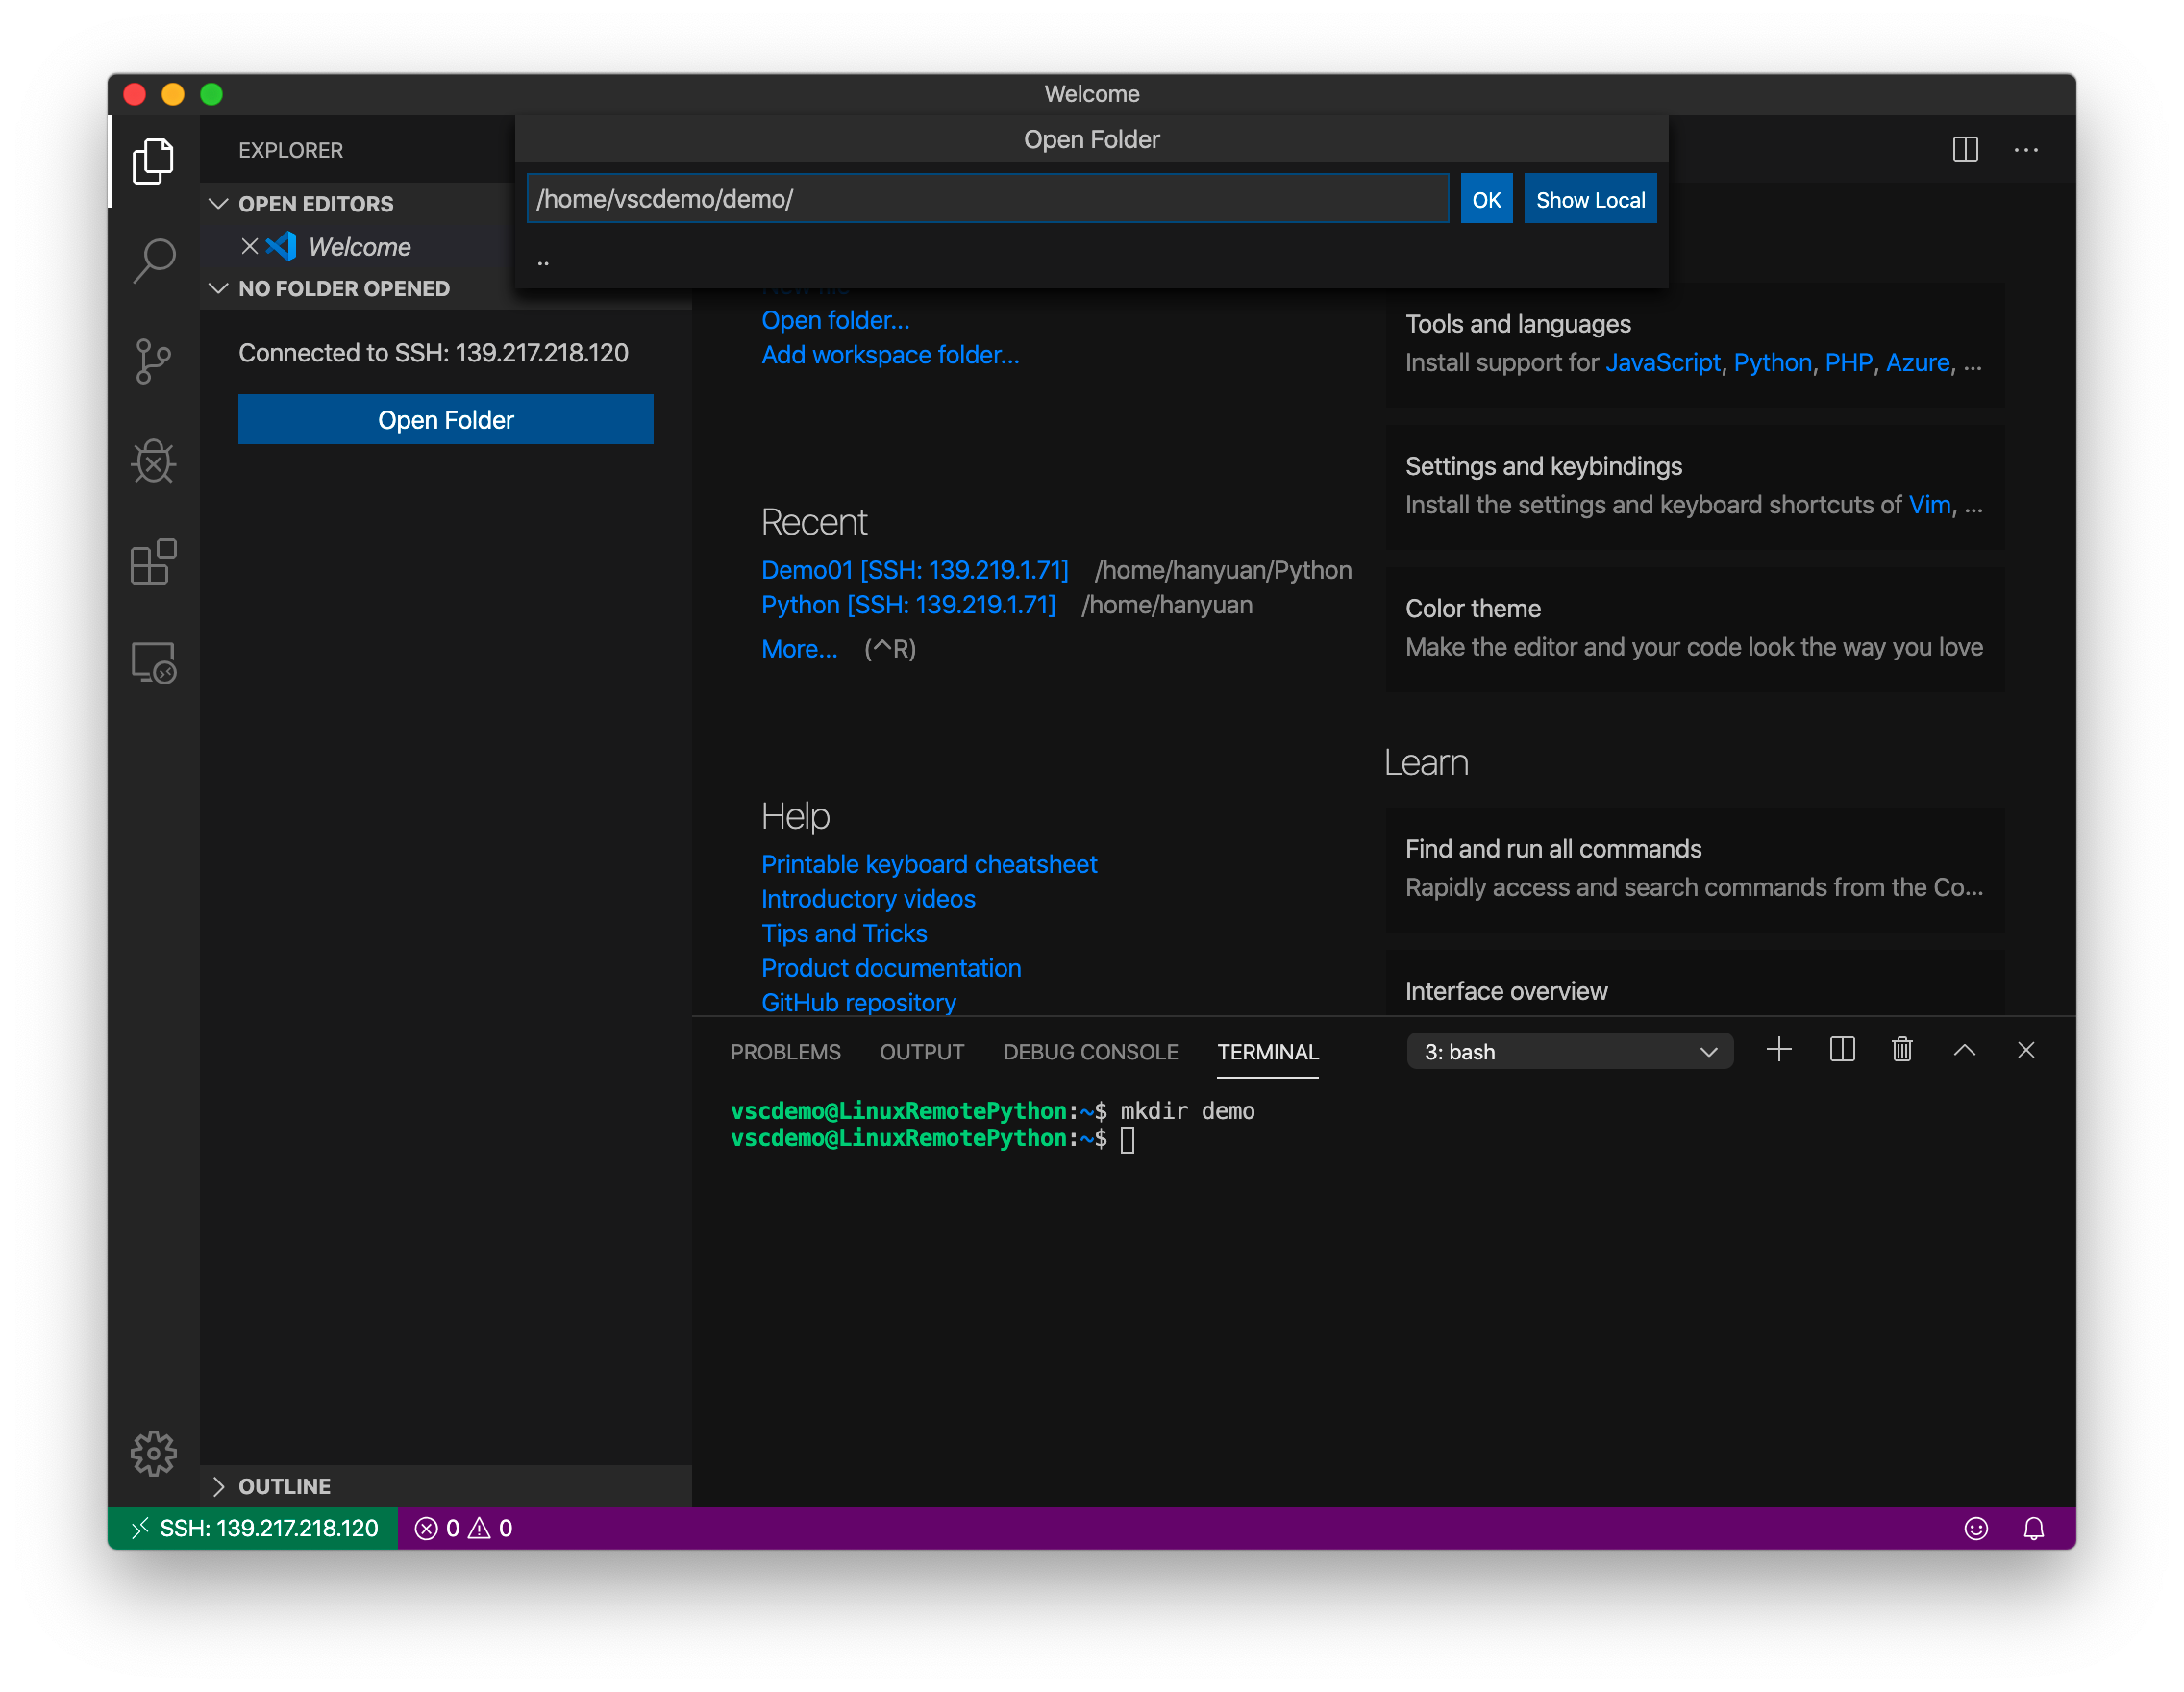 Welcome
EXPLORER
OPEN EDITORS
Welcome
NO FOLDER OPENED
Connected to SSH: 139.217.218.120
Open Folder
OUTLINE
Open Folder
/home/vscdemo/demo/
OK
Show Local
..
Open folder...
Add workspace folder...
Recent
Demo01 [SSH: 139.219.1.71] /home/hanyuan/Python
Python [SSH: 139.219.1.71] /home/hanyuan
More... (^R)
Help
Printable keyboard cheatsheet
Introductory videos
Tips and Tricks
Product documentation
GitHub repository
Tools and languages
Install support for JavaScript, Python, PHP, Azure, ...
Settings and keybindings
Install the settings and keyboard shortcuts of Vim, ...
Color theme
Make the editor and your code look the way you love
Learn
Find and run all commands
Rapidly access and search commands from the Co...
Interface overview
PROBLEMS OUTPUT DEBUG CONSOLE TERMINAL 3: bash
vscdemo@LinuxRemotePython:~$ mkdir demo
vscdemo@LinuxRemotePython:~$
SSH: 139.217.218.120 0 0